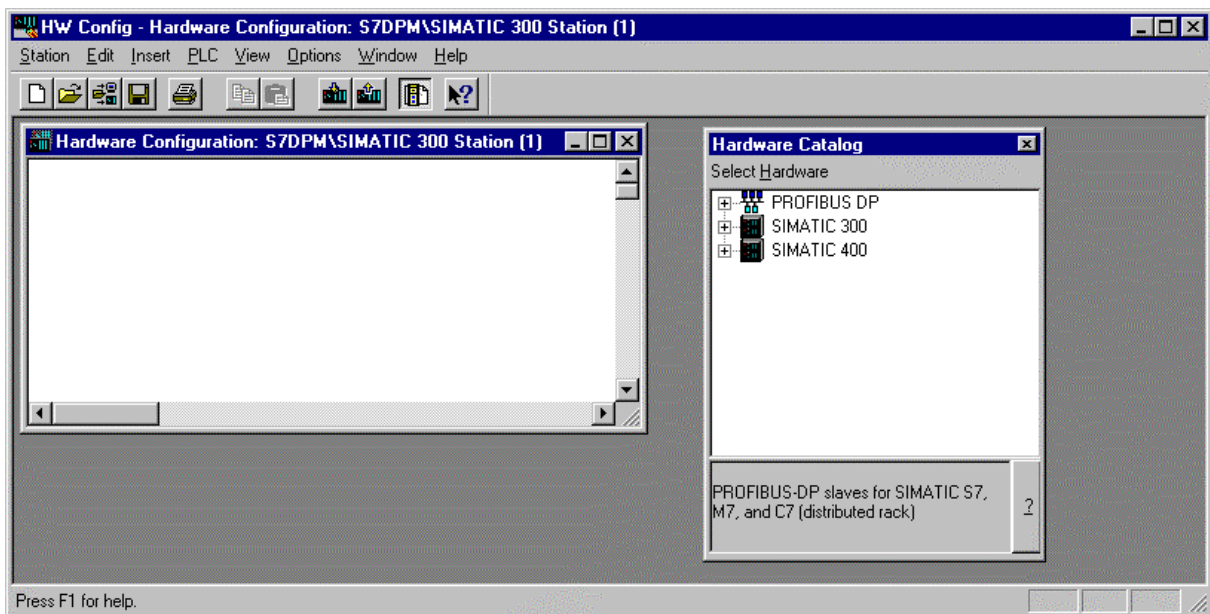 HW Config - Hardware Configuration: S7DPM\SIMATIC 300 Station (1)
Station Edit Insert PLC View Options Window Help
Hardware Configuration: S7DPM\SIMATIC 300 Station (1)
Hardware Catalog
Select Hardware
PROFIBUS DP
SIMATIC 300
SIMATIC 400
PROFIBUS-DP slaves for SIMATIC S7,
M7, and C7 (distributed rack)
?
Press F1 for help.